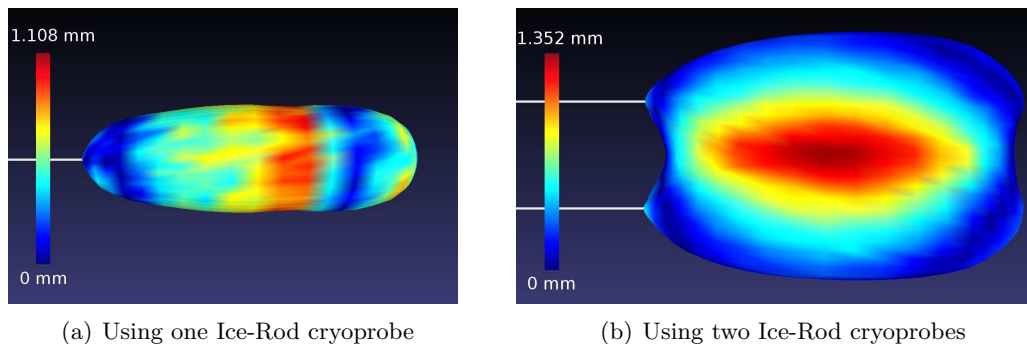 1.108 mm
0 mm
1.352 mm
0 mm
(a) Using one Ice-Rod cryoprobe
(b) Using two Ice-Rod cryoprobes